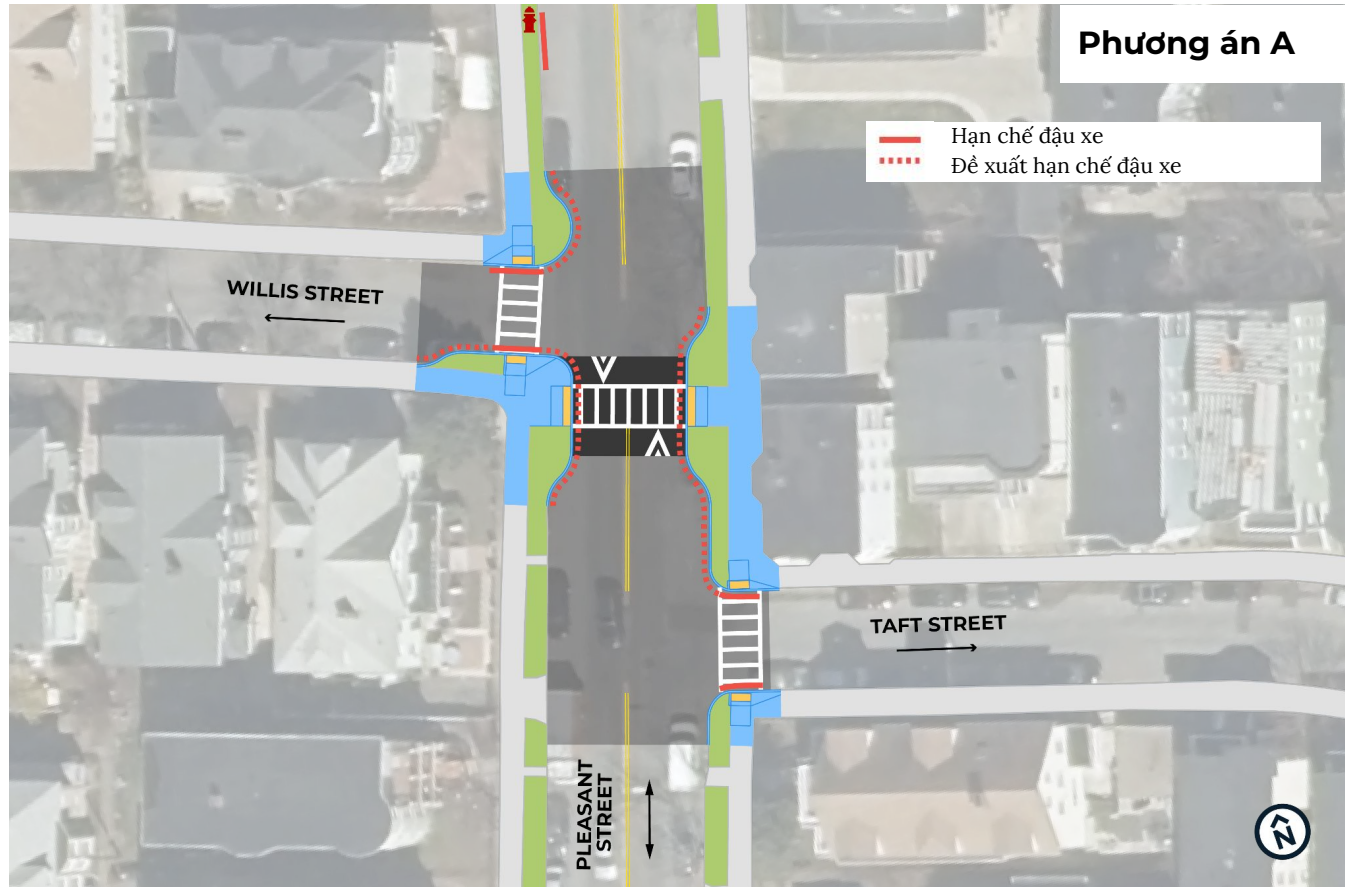 Phương án A
Hạn chế đậu xe
Đề xuất hạn chế đậu xe
WILLIS STREET
TAFT STREET
PLEASANT
STREET
N